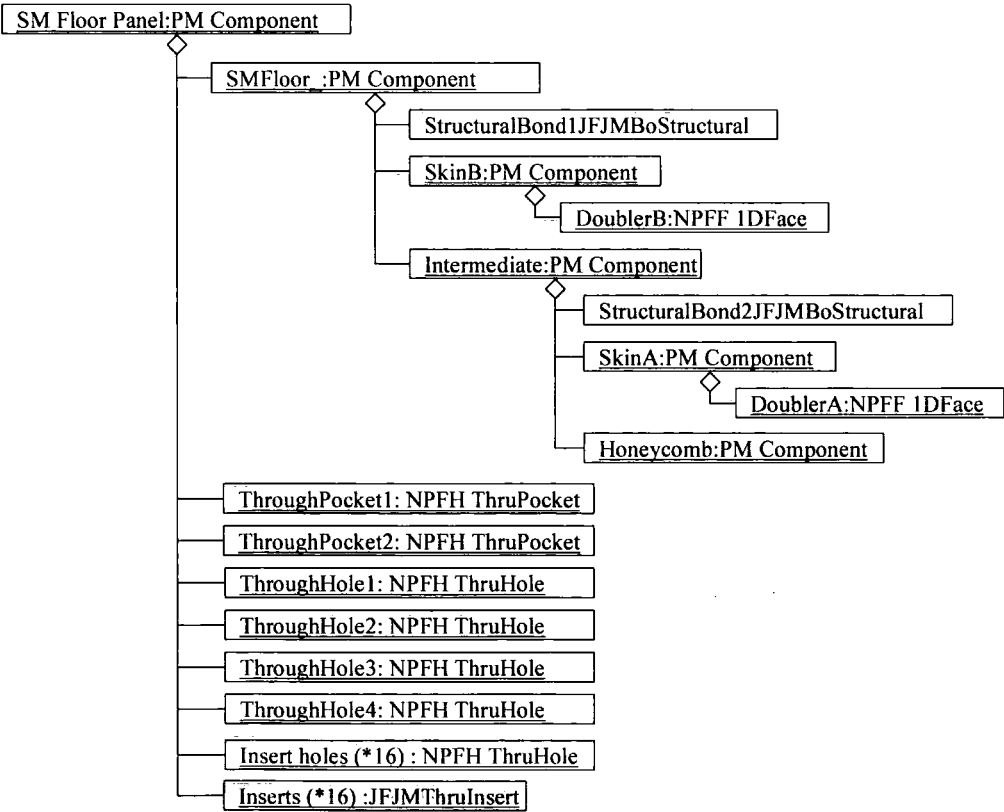 SM Floor Panel:PM Component
SMFloor_:PM Component
StructuralBond1JFJMBoStructural
SkinB:PM Component
DoublerB:NPFF 1DFace
Intermediate:PM Component
StructuralBond2JFJMBoStructural
SkinA:PM Component
DoublerA:NPFF 1DFace
Honeycomb:PM Component
ThroughPocket1: NPFH ThruPocket
ThroughPocket2: NPFH ThruPocket
ThroughHole1: NPFH ThruHole
ThroughHole2: NPFH ThruHole
ThroughHole3: NPFH ThruHole
ThroughHole4: NPFH ThruHole
Insert holes (*16) : NPFH ThruHole
Inserts (*16) :JFJMThruInsert